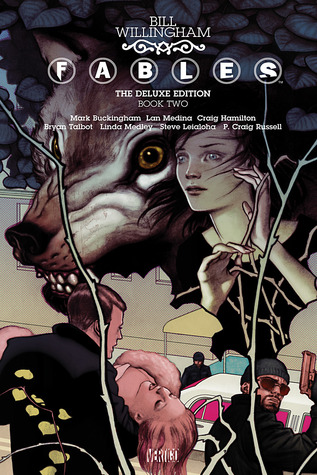 BILL
WILLINGHAM
FABLES™
THE DELUXE EDITION
BOOK TWO
Mark Buckingham Lan Medina Craig Hamilton
Bryan Talbot Linda Medley Steve Leialoha P. Craig Russell
VERTIGO